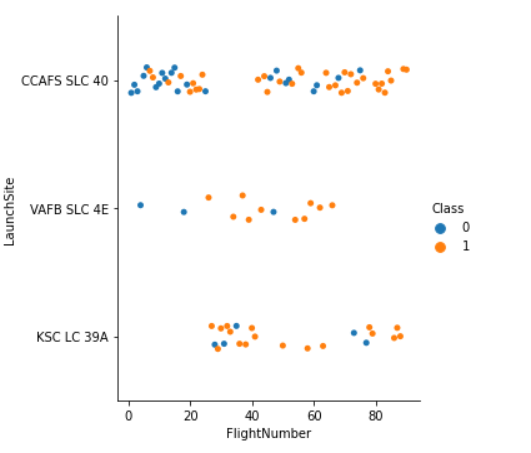 CCAFS SLC 40
VAFB SLC 4E
KSC LC 39A
LaunchSite
0 20 40 60 80
FlightNumber
Class
0
1